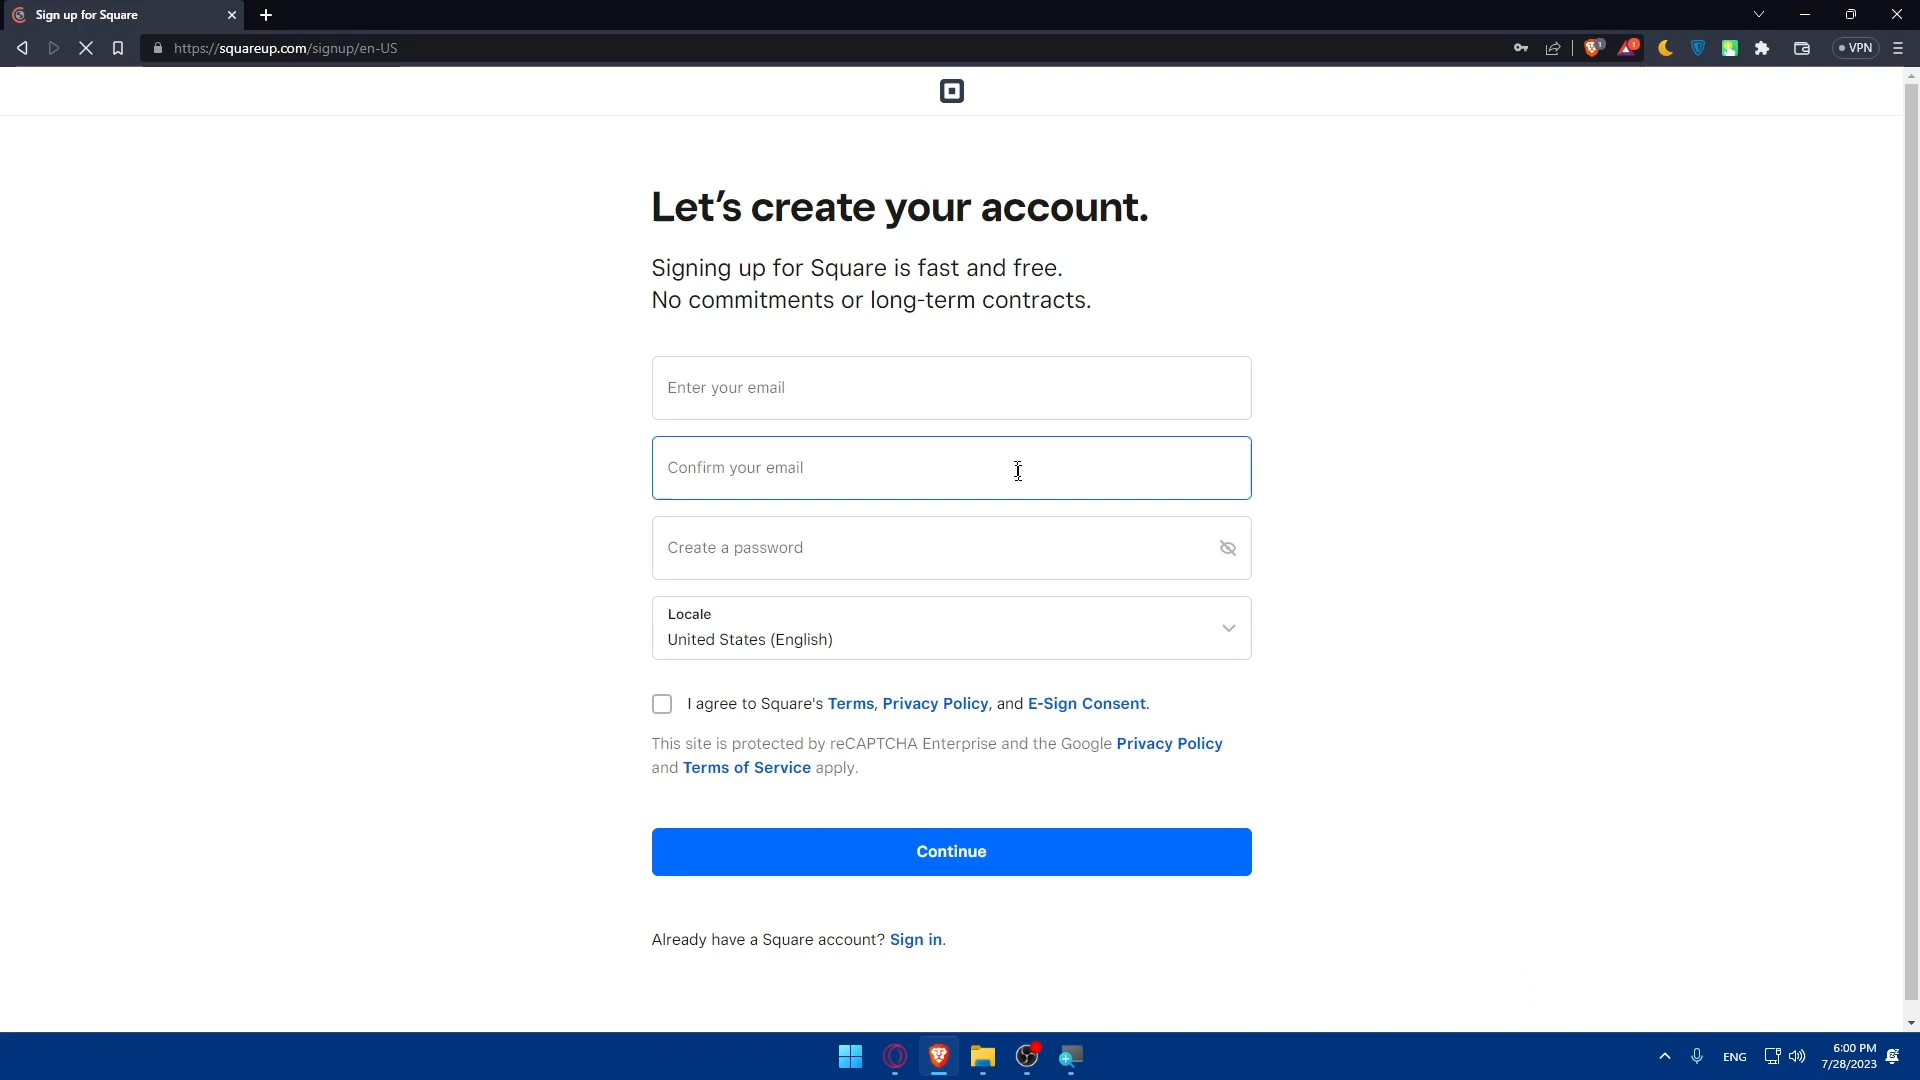 Sign up for Square
https://squareup.com/signup/en-US
1
1
VPN
Let’s create your account.
Signing up for Square is fast and free.
No commitments or long-term contracts.
Enter your email
Confirm your email
Create a password
Locale
United States (English)
I agree to Square's Terms, Privacy Policy, and E-Sign Consent.
This site is protected by reCAPTCHA Enterprise and the Google Privacy Policy
and Terms of Service apply.
Continue
Already have a Square account? Sign in.
ENG
6:00 PM
7/28/2023